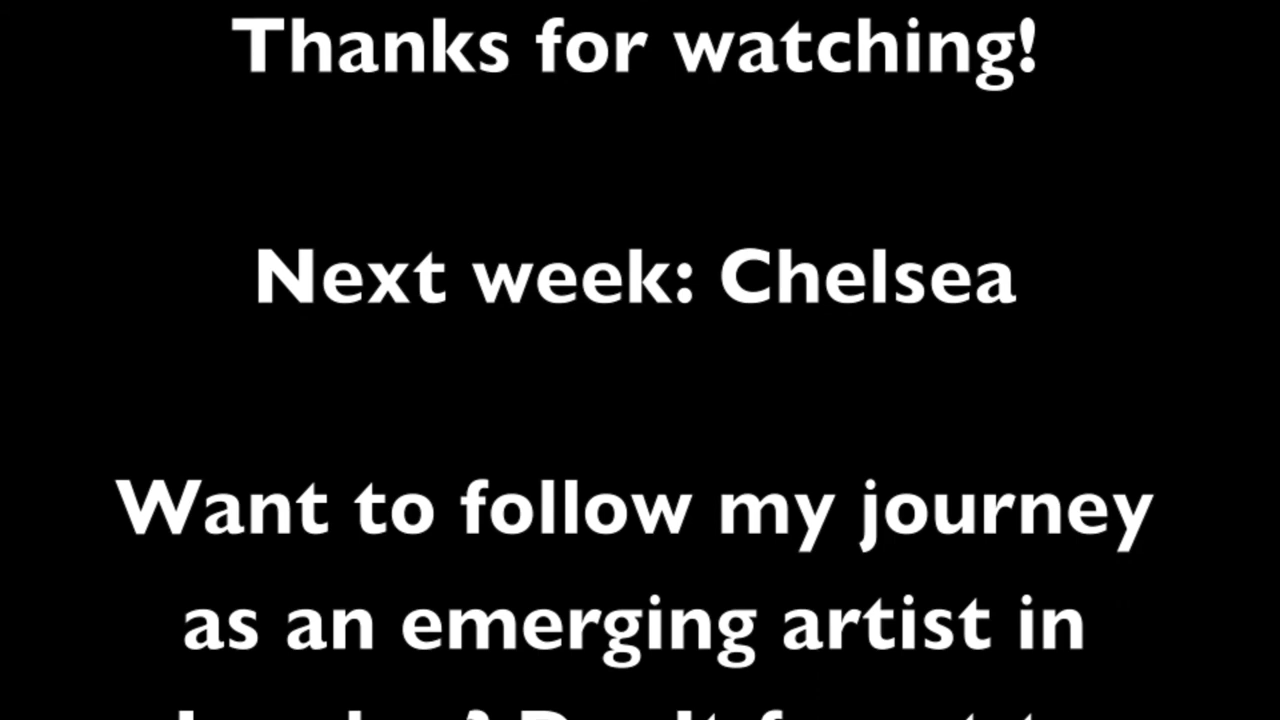 Thanks for watching!
Next week: Chelsea
Want to follow my journey
as an emerging artist in